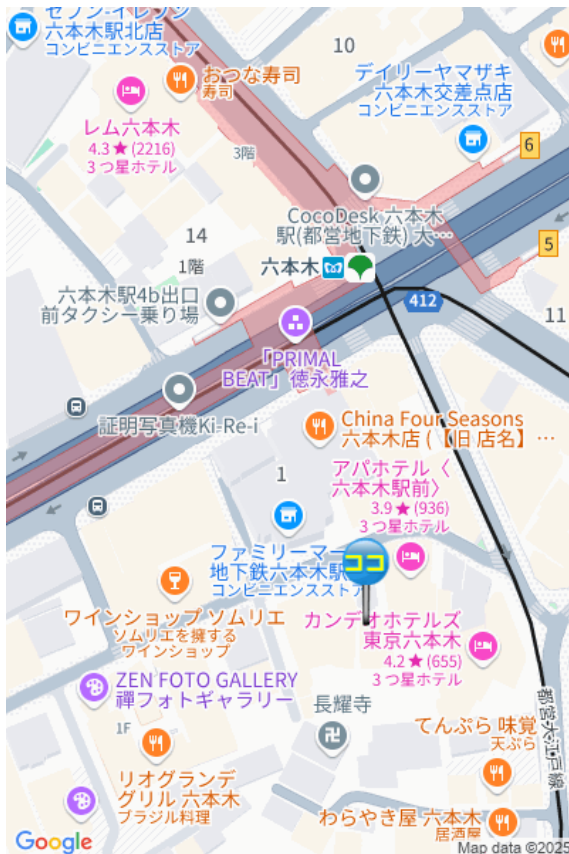 セブン-イレブン
六本木駅北店
コンビニエンスストア
10
おつな寿司
寿司
デイリーヤマザキ
六本木交差点店
コンビニエンスストア
レム六本木
4.3★(2216)
3 つ星ホテル
3階
6
CocoDesk 六本木
駅(都営地下鉄) 大…
14
1階
5
六本木
六本木駅4b出口
前タクシー乗り場
412
11
「PRIMAL
BEAT」徳永雅之
証明写真機Ki-Re-i
China Four Seasons
六本木店 (【旧 店名】 …
1
アパホテル〈
六本木駅前〉
3.9★(936)
3 つ星ホテル
ファミリーマー
地下鉄六本木駅
コンビニエンススト
ココ
ワインショップ ソムリエ
ソムリエを擁する
ワインショップ
カンデオホテルズ
東京六本木
4.2★(655)
3 つ星ホテル
ZEN FOTO GALLERY
禪フォトギャラリー
長耀寺
1F
都営大江戸線
てんぷら 味覚
天ぷら
リオグランデ
グリル 六本木
ブラジル料理
わらやき屋 六本木
居酒屋
Google
Map data ©2025